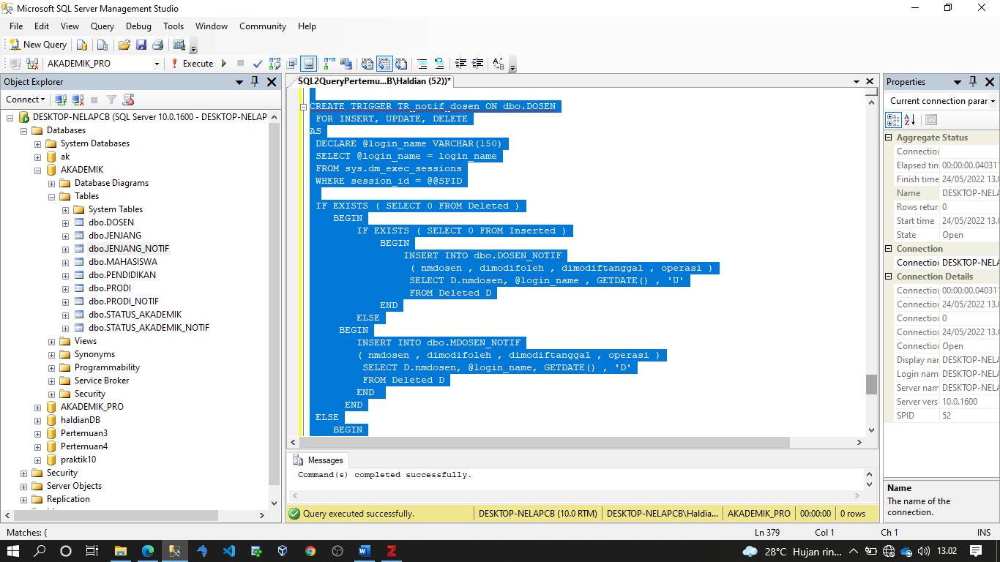 Microsoft SQL Server Management Studio
File Edit View Query Debug Tools Window Community Help
New Query
AKADEMIK_PRO Execute
Object Explorer
Connect
DESKTOP-NELAPCB (SQL Server 10.0.1600 - DESKTOP-NELAP
Databases
System Databases
ak
AKADEMIK
Database Diagrams
Tables
System Tables
dbo.DOSEN
dbo.JENJANG
dbo.JENJANG_NOTIF
dbo.MAHASISWA
dbo.PENDIDIKAN
dbo.PRODI
dbo.PRODI_NOTIF
dbo.STATUS_AKADEMIK
dbo.STATUS_AKADEMIK_NOTIF
Views
Synonyms
Programmability
Service Broker
Security
AKADEMIK_PRO
haldianDB
Pertemuan3
Pertemuan4
praktik10
Security
Server Objects
Replication
SQL2QueryPertemu...B\Haldian (52))*
CREATE TRIGGER TR_notif_dosen ON dbo.DOSEN
FOR INSERT, UPDATE, DELETE
AS
DECLARE @login_name VARCHAR(150)
SELECT @login_name = login_name
FROM sys.dm_exec_sessions
WHERE session_id = @@SPID
IF EXISTS ( SELECT 0 FROM Deleted )
BEGIN
IF EXISTS ( SELECT 0 FROM Inserted )
BEGIN
INSERT INTO dbo.DOSEN_NOTIF
( nmdosen , dimodifoleh , dimodiftanggal , operasi )
SELECT D.nmdosen, @login_name , GETDATE() , 'U'
FROM Deleted D
END
ELSE
BEGIN
INSERT INTO dbo.MDOSEN_NOTIF
( nmdosen , dimodifoleh , dimodiftanggal , operasi )
SELECT D.nmdosen, @login_name, GETDATE() , 'D'
FROM Deleted D
END
END
ELSE
BEGIN
Messages
Command(s) completed successfully.
Query executed successfully. DESKTOP-NELAPCB (10.0 RTM) DESKTOP-NELAPCB\Haldia... AKADEMIK_PRO 00:00:00 0 rows
Properties
Current connection parar
Aggregate Status
Connection
Elapsed tim 00:00:00.040311
Finish time 24/05/2022 13.0
Name DESKTOP-NELA
Rows retur 0
Start time 24/05/2022 13.0
State Open
Connection
Connection DESKTOP-NELA
Connection Details
Connection 00:00:00.040311
Connection 24/05/2022 13.0
Connection 0
Connection 24/05/2022 13.0
Connection Open
Display nar DESKTOP-NELA
Login nam DESKTOP-NELA
Server nam DESKTOP-NELA
Server vers 10.0.1600
SPID 52
Name
The name of the
connection.
Matches: ( Ln 379 Col 1 Ch 1 INS
28°C Hujan rin... 13.02